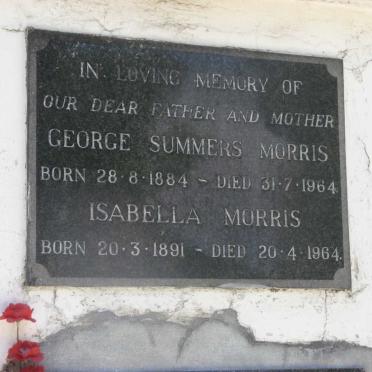 IN LOVING MEMORY OF
OUR DEAR FATHER AND MOTHER
GEORGE SUMMERS MORRIS
BORN 28·8·1884 – DIED 31·7·1964
ISABELLA MORRIS
BORN 20·3·1891 – DIED 20·4·1964